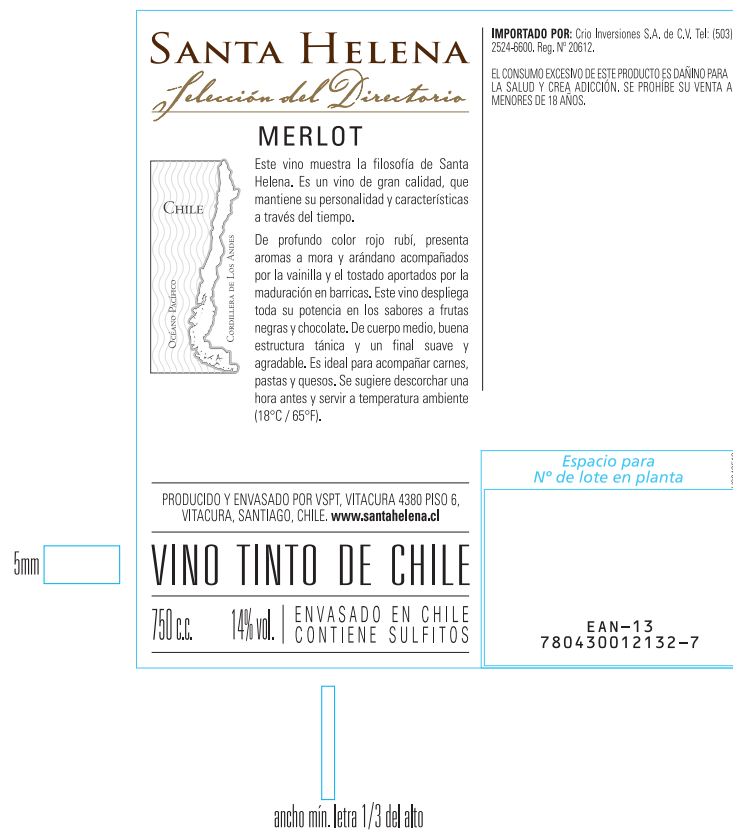 SANTA HELENA
Selección del Directorio
MERLOT
Este vino muestra la filosofía de Santa
Helena. Es un vino de gran calidad, que
mantiene su personalidad y características
a través del tiempo.
De profundo color rojo rubí, presenta
aromas a mora y arándano acompañados
por la vainilla y el tostado aportados por la
maduración en barricas. Este vino despliega
toda su potencia en los sabores a frutas
negras y chocolate. De cuerpo medio, buena
estructura tánica y un final suave y
agradable. Es ideal para acompañar carnes,
pastas y quesos. Se sugiere descorchar una
hora antes y servir a temperatura ambiente
(18°C / 65°F).
CHILE
OCÉANO PACÍFICO
CORDILLERA DE LOS ANDES
PRODUCIDO Y ENVASADO POR VSPT, VITACURA 4380 PISO 6,
VITACURA, SANTIAGO, CHILE. www.santahelena.cl
VINO TINTO DE CHILE
750 c.c. 14% vol.
ENVASADO EN CHILE
CONTIENE SULFITOS
IMPORTADO POR: Crio Inversiones S.A. de C.V. Tel: (503)
2524-6600. Reg. Nº 20612.
EL CONSUMO EXCESIVO DE ESTE PRODUCTO ES DAÑINO PARA
LA SALUD Y CREA ADICCIÓN. SE PROHÍBE SU VENTA A
MENORES DE 18 AÑOS.
Espacio para
Nº de lote en planta
EAN-13
780430012132-7
5mm
ancho mín. letra 1/3 del alto